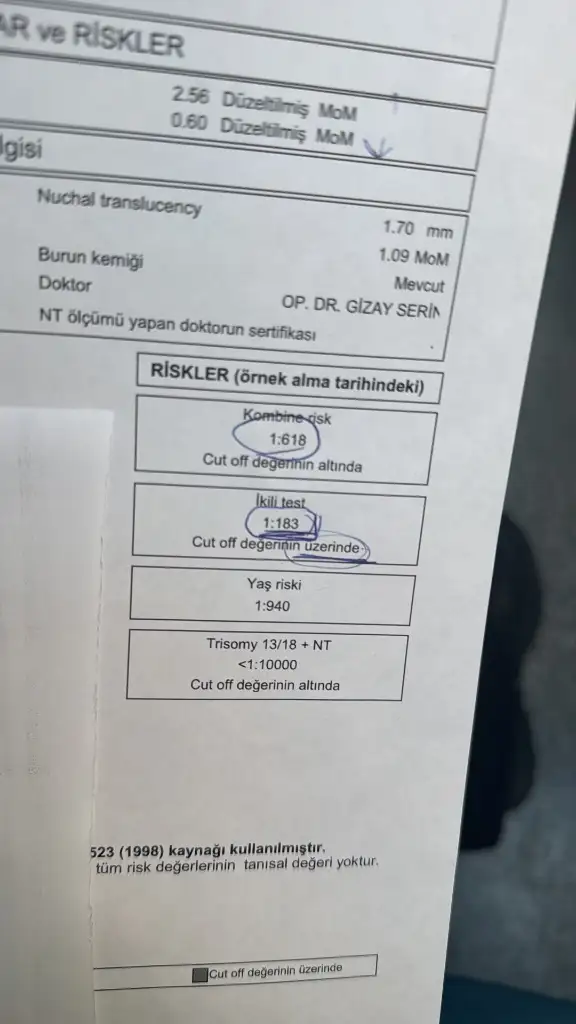 AR ve RİSKLER
2.56 Düzeltilmiş MoM
0.60 Düzeltilmiş MoM
lgisi
Nuchal translucency
1.70 mm
1.09 MoM
Burun kemiği
Mevcut
Doktor
OP. DR. GİZAY SERİN
NT ölçümü yapan doktorun sertifikası
RİSKLER (örnek alma tarihindeki)
Kombine risk
1:618
Cut off değerinin altında
İkili test
1:183
Cut off değerinin üzerinde
Yaş riski
1:940
Trisomy 13/18 + NT
<1:10000
Cut off değerinin altında
523 (1998) kaynağı kullanılmıştır.
tüm risk değerlerinin tanısal değeri yoktur.
Cut off değerinin üzerinde